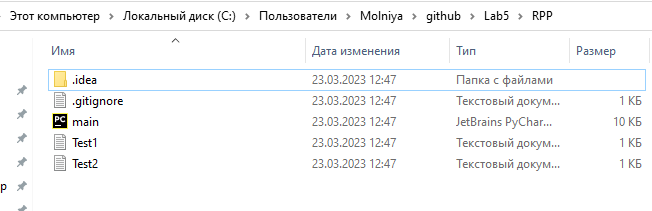 Этот компьютер > Локальный диск (C:) > Пользователи > Molniya > github > Lab5 > RPP
Имя Дата изменения Тип Размер
.idea 23.03.2023 12:47 Папка с файлами
.gitignore 23.03.2023 12:47 Текстовый докум... 1 КБ
PC main 23.03.2023 12:47 JetBrains PyChar... 10 КБ
Test1 23.03.2023 12:47 Текстовый докум... 1 КБ
Test2 23.03.2023 12:47 Текстовый докум... 1 КБ
р